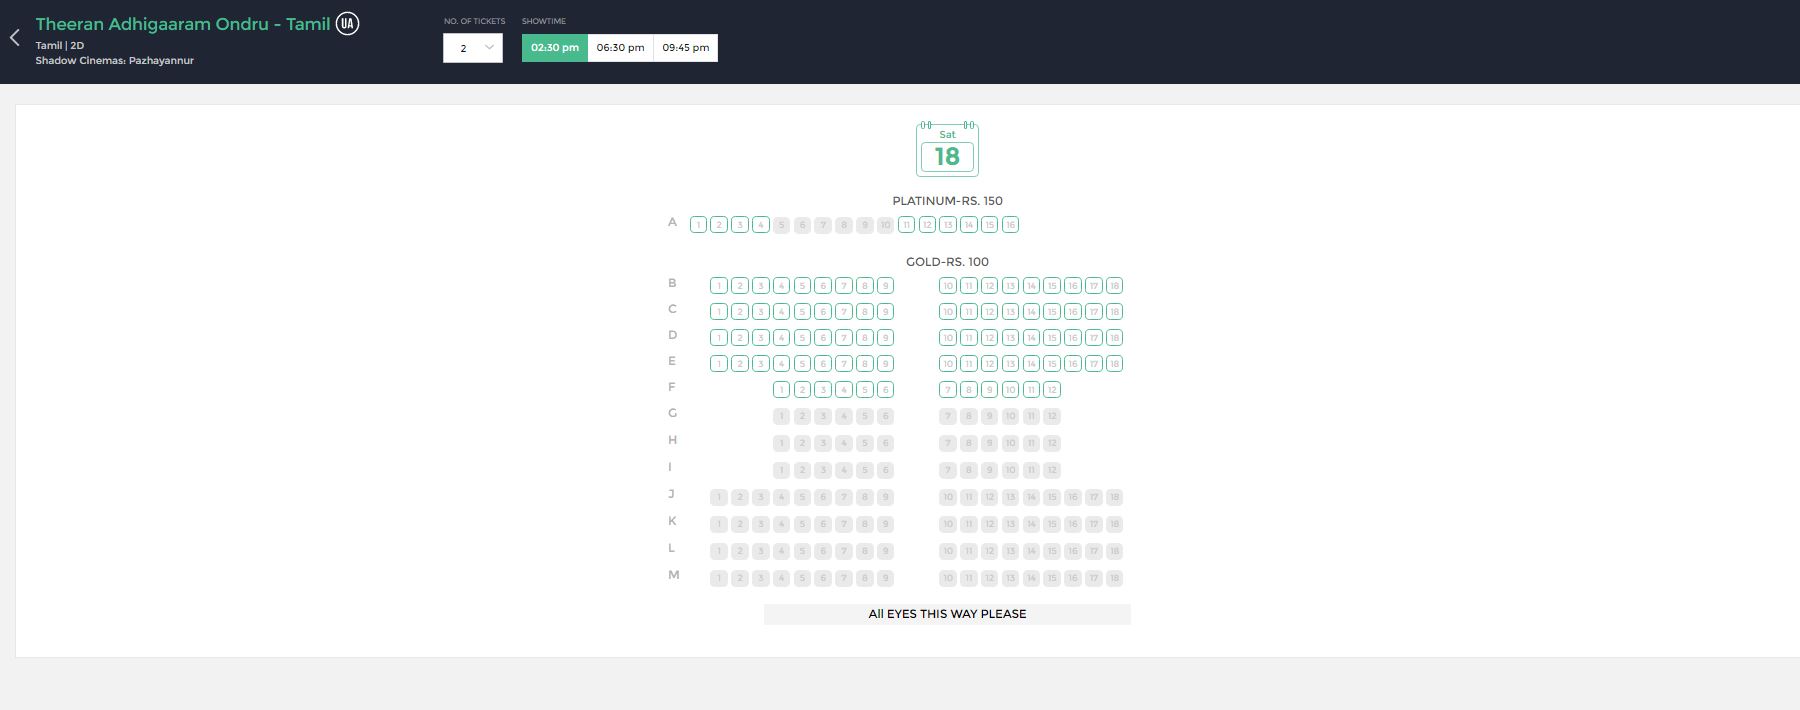 Theeran Adhigaaram Ondru - Tamil UA
Tamil | 2D
Shadow Cinemas: Pazhayannur
NO. OF TICKETS
2
SHOWTIME
02:30 pm 06:30 pm 09:45 pm
Sat
18
PLATINUM-RS. 150
A 1 2 3 4 5 6 7 8 9 10 11 12 13 14 15 16
GOLD-RS. 100
B 1 2 3 4 5 6 7 8 9 10 11 12 13 14 15 16 17 18
C 1 2 3 4 5 6 7 8 9 10 11 12 13 14 15 16 17 18
D 1 2 3 4 5 6 7 8 9 10 11 12 13 14 15 16 17 18
E 1 2 3 4 5 6 7 8 9 10 11 12 13 14 15 16 17 18
F 1 2 3 4 5 6 7 8 9 10 11 12
G 1 2 3 4 5 6 7 8 9 10 11 12
H 1 2 3 4 5 6 7 8 9 10 11 12
I 1 2 3 4 5 6 7 8 9 10 11 12
J 1 2 3 4 5 6 7 8 9 10 11 12 13 14 15 16 17 18
K 1 2 3 4 5 6 7 8 9 10 11 12 13 14 15 16 17 18
L 1 2 3 4 5 6 7 8 9 10 11 12 13 14 15 16 17 18
M 1 2 3 4 5 6 7 8 9 10 11 12 13 14 15 16 17 18
All EYES THIS WAY PLEASE